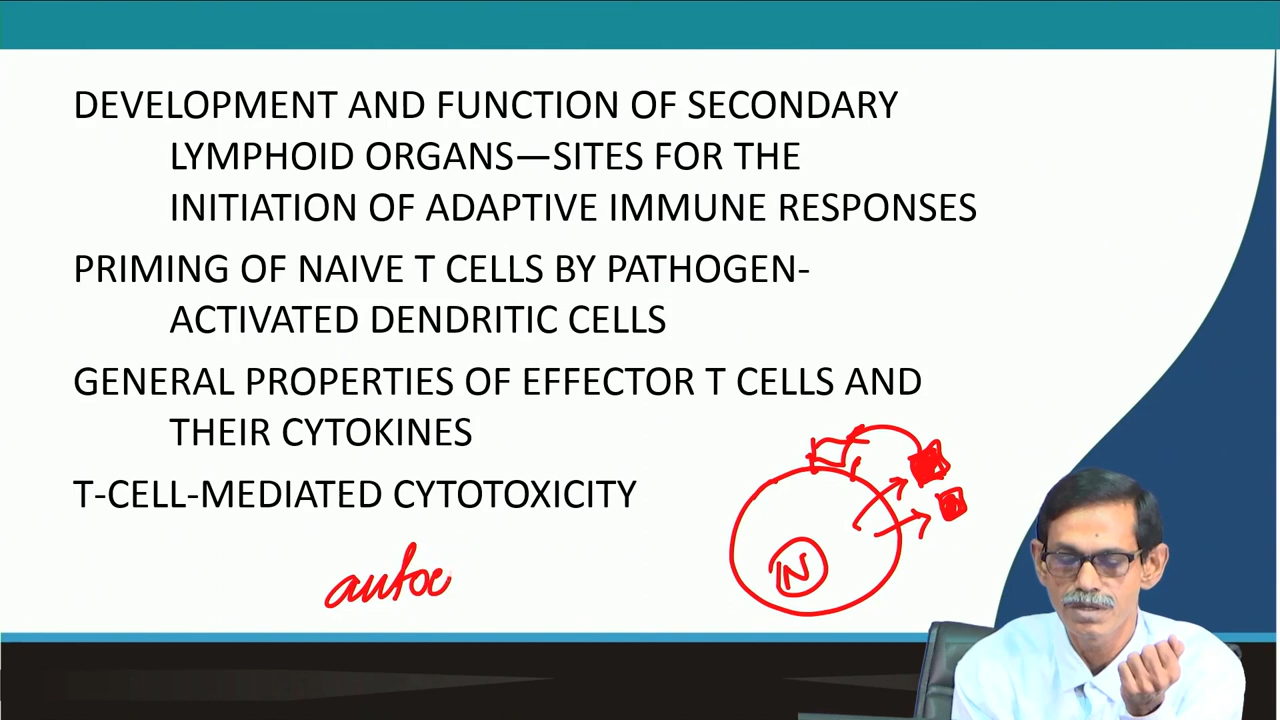 DEVELOPMENT AND FUNCTION OF SECONDARY
LYMPHOID ORGANS—SITES FOR THE
INITIATION OF ADAPTIVE IMMUNE RESPONSES
PRIMING OF NAIVE T CELLS BY PATHOGEN-
ACTIVATED DENDRITIC CELLS
GENERAL PROPERTIES OF EFFECTOR T CELLS AND
THEIR CYTOKINES
T-CELL-MEDIATED CYTOTOXICITY
N
autoc